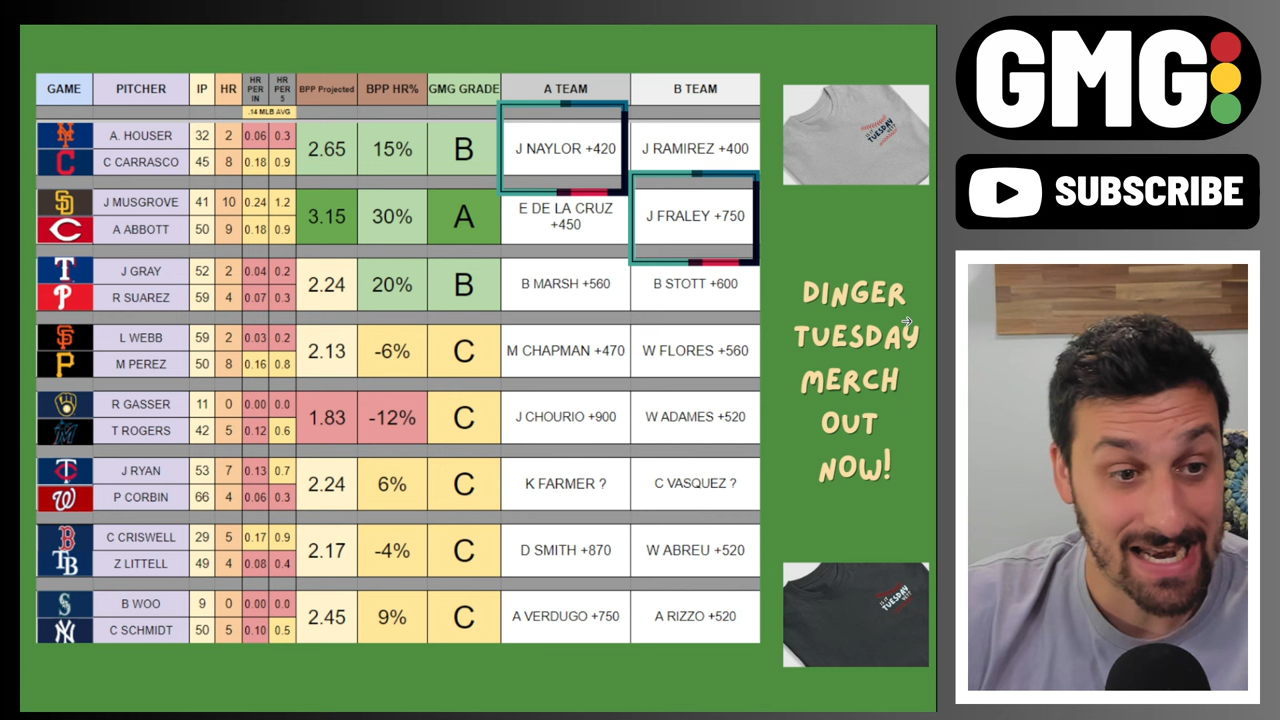 GAME PITCHER IP HR HR PER IN HR PER 5 BPP Projected BPP HR% GMG GRADE A TEAM B TEAM
.14 MLB AVG
A. HOUSER 32 2 0.06 0.3 2.65 15% B J NAYLOR +420 J RAMIREZ +400
C CARRASCO 45 8 0.18 0.9
J MUSGROVE 41 10 0.24 1.2 3.15 30% A E DE LA CRUZ +450 J FRALEY +750
A ABBOTT 50 9 0.18 0.9
J GRAY 52 2 0.04 0.2 2.24 20% B B MARSH +560 B STOTT +600
R SUAREZ 59 4 0.07 0.3
L WEBB 59 2 0.03 0.2 2.13 -6% C M CHAPMAN +470 W FLORES +560
M PEREZ 50 8 0.16 0.8
R GASSER 11 0 0.00 0.0 1.83 -12% C J CHOURIO +900 W ADAMES +520
T ROGERS 42 5 0.12 0.6
J RYAN 53 7 0.13 0.7 2.24 6% C K FARMER ? C VASQUEZ ?
P CORBIN 66 4 0.06 0.3
C CRISWELL 29 5 0.17 0.9 2.17 -4% C D SMITH +870 W ABREU +520
Z LITTELL 49 4 0.08 0.4
B WOO 9 0 0.00 0.0 2.45 9% C A VERDUGO +750 A RIZZO +520
C SCHMIDT 50 5 0.10 0.5
DINGER
TUESDAY
MERCH
OUT
NOW!
GMG
SUBSCRIBE